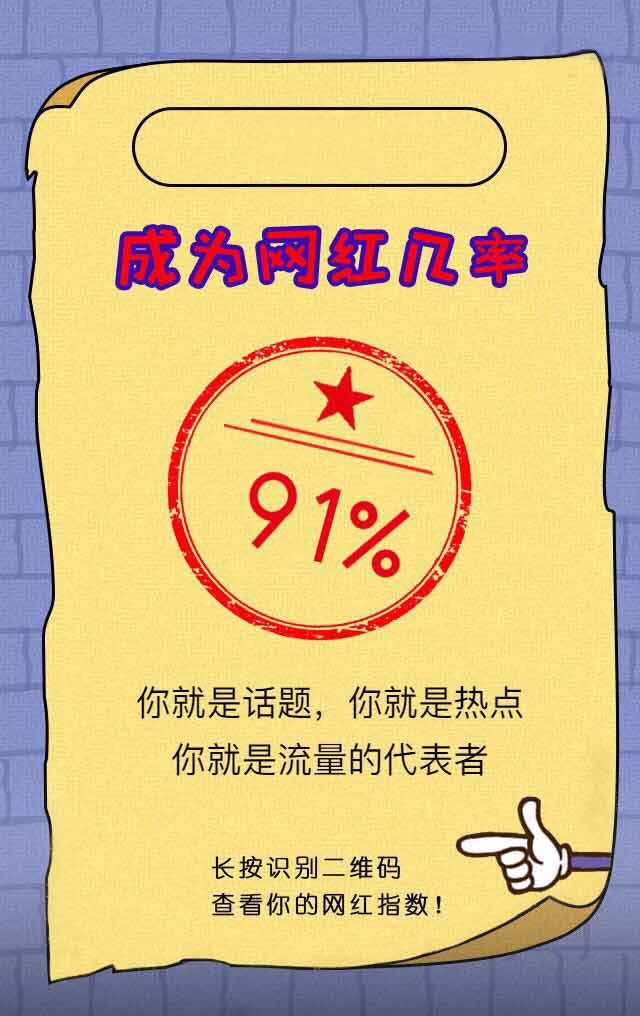 成为网红几率
91%
你就是话题，你就是热点
你就是流量的代表者
长按识别二维码
查看你的网红指数！